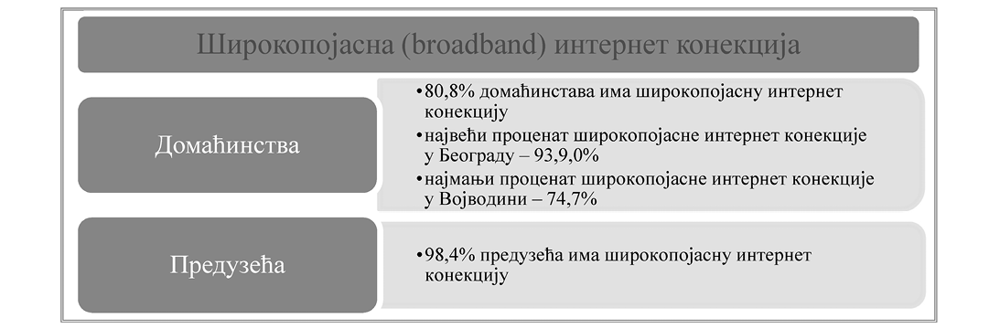 Широкопојасна (broadband) интернет конекција
Домаћинства
•80,8% домаћинстава има широкопојасну интернет
конекцију
•највећи проценат широкопојасне интернет конекције
у Београду – 93,9,0%
•најмањи проценат широкопојасне интернет конекције
у Војводини – 74,7%
Предузећа
•98,4% предузећа има широкопојасну интернет
конекцију